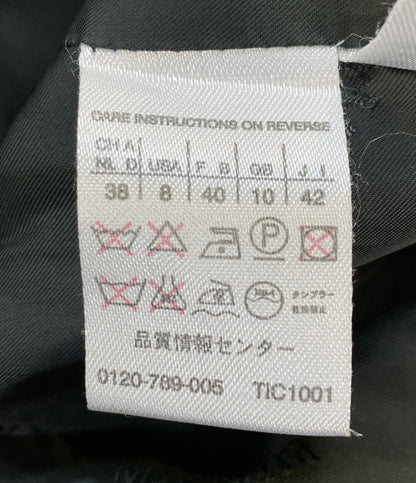 CARE INSTRUCTIONS ON REVERSE
CH A
NL D USA F B GB J I
38 8 40 10 42
P
タンブラー
乾燥禁止
品質情報センター
0120-789-005 TIC1001